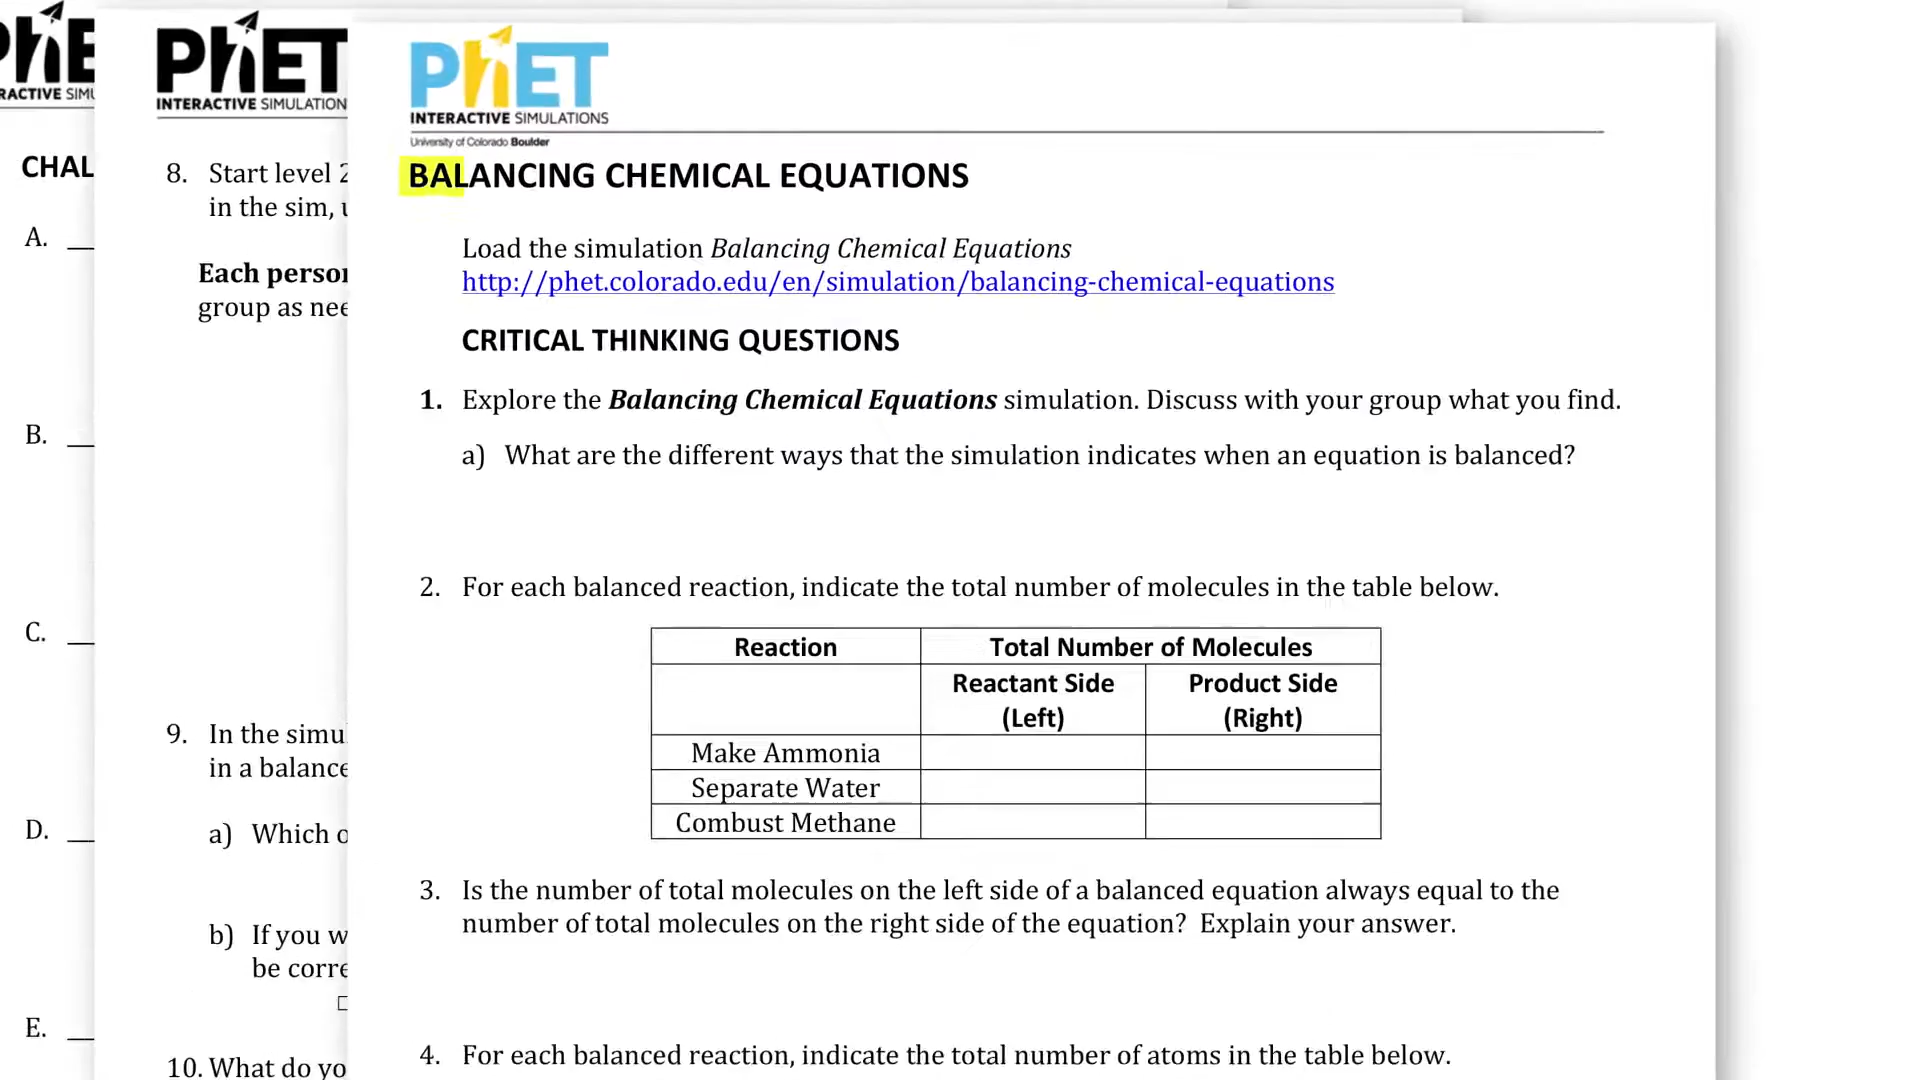 PhET
INTERACTIVE SIMULATIONS
University of Colorado Boulder
BALANCING CHEMICAL EQUATIONS
Load the simulation Balancing Chemical Equations
http://phet.colorado.edu/en/simulation/balancing-chemical-equations
CRITICAL THINKING QUESTIONS
1. Explore the Balancing Chemical Equations simulation. Discuss with your group what you find.
a) What are the different ways that the simulation indicates when an equation is balanced?
2. For each balanced reaction, indicate the total number of molecules in the table below.
Reaction Total Number of Molecules
Reactant Side Product Side
(Left) (Right)
Make Ammonia
Separate Water
Combust Methane
3. Is the number of total molecules on the left side of a balanced equation always equal to the
number of total molecules on the right side of the equation? Explain your answer.
4. For each balanced reaction, indicate the total number of atoms in the table below.
PhET
INTERACTIVE SIMULATION
8. Start level 2
in the sim,
Each person
group as nee
9. In the simu
in a balance
a) Which o
b) If you w
be corre
10. What do yo
PhE
RACTIVE SIMU
CHAL
A.
B.
C.
D.
E.